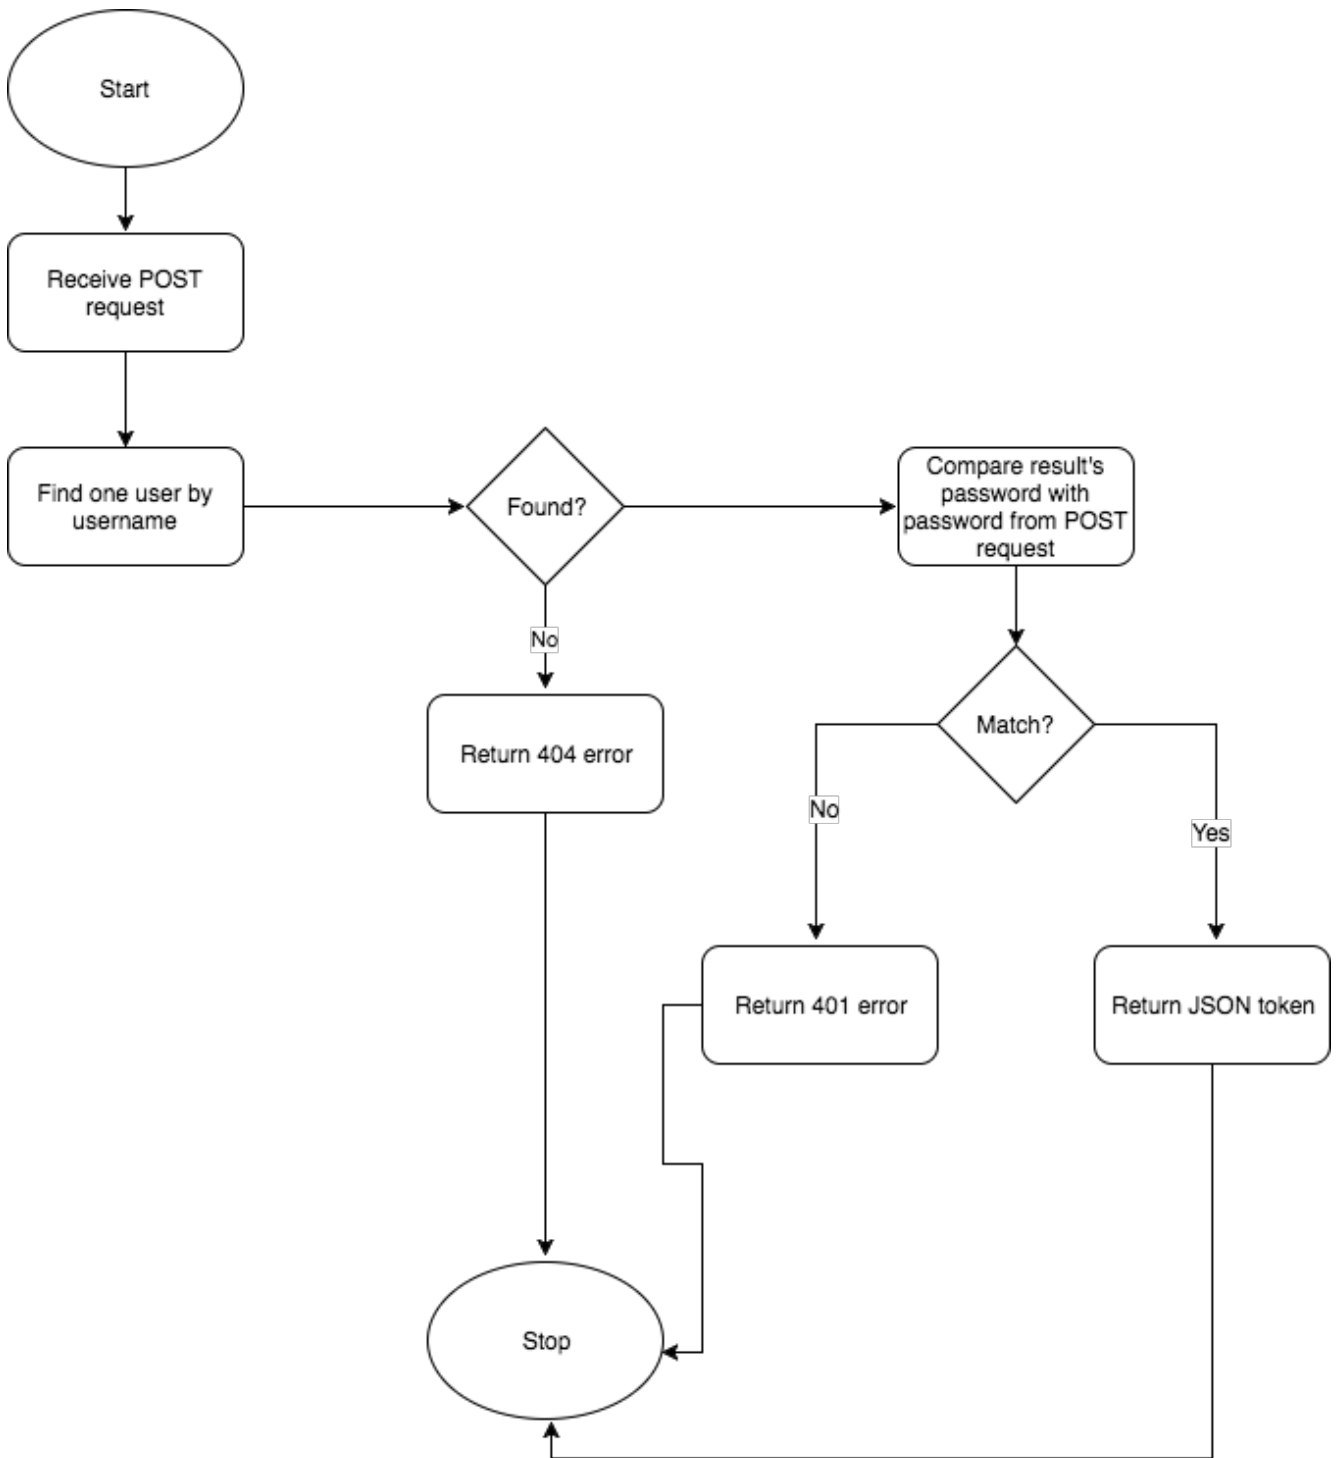 Start
Receive POST
request
Find one user by
username
Found?
Compare result's
password with
password from POST
request
No
Return 404 error
Match?
No
Yes
Return 401 error
Return JSON token
Stop